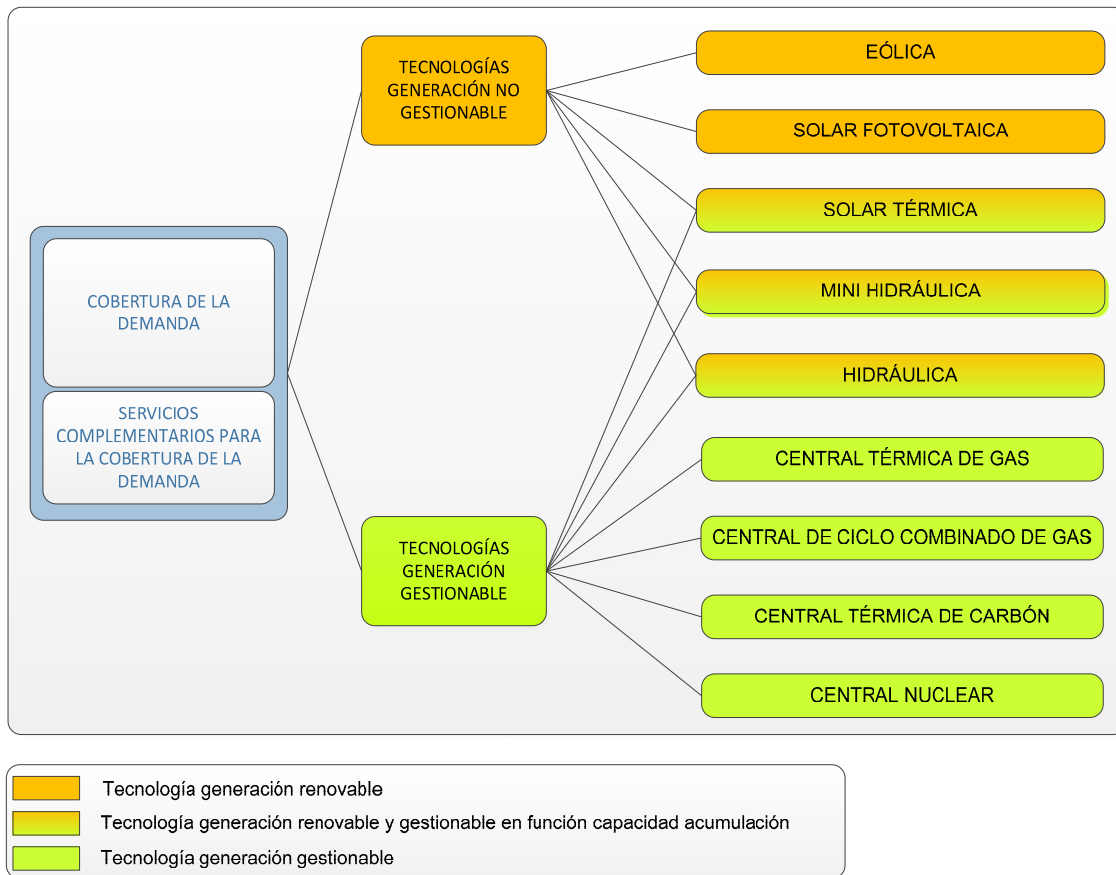 TECNOLOGÍAS
GENERACIÓN NO
GESTIONABLE
EÓLICA
SOLAR FOTOVOLTAICA
SOLAR TÉRMICA
MINI HIDRÁULICA
HIDRÁULICA
COBERTURA DE LA
DEMANDA
SERVICIOS
COMPLEMENTARIOS PARA
LA COBERTURA DE LA
DEMANDA
TECNOLOGÍAS
GENERACIÓN
GESTIONABLE
CENTRAL TÉRMICA DE GAS
CENTRAL DE CICLO COMBINADO DE GAS
CENTRAL TÉRMICA DE CARBÓN
CENTRAL NUCLEAR
Tecnología generación renovable
Tecnología generación renovable y gestionable en función capacidad acumulación
Tecnología generación gestionable